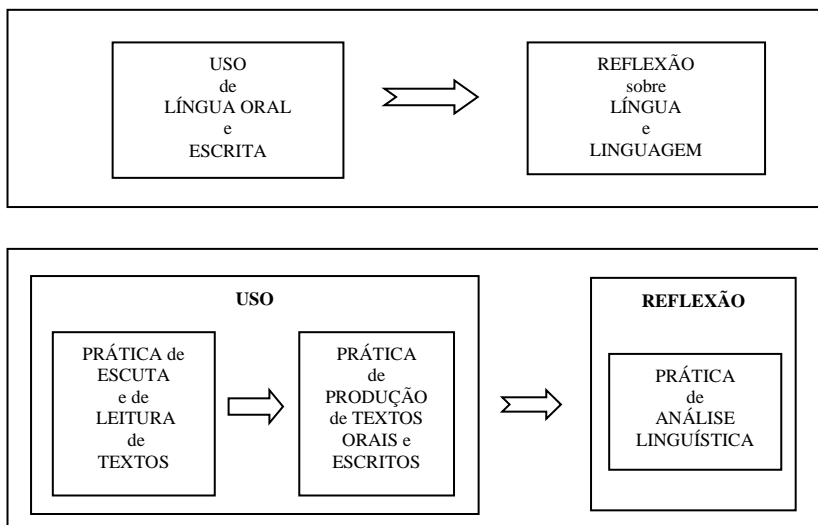 USO
de
LÍNGUA ORAL
e
ESCRITA
REFLEXÃO
sobre
LÍNGUA
e
LINGUAGEM
USO
PRÁTICA de
ESCUTA
e de
LEITURA
de
TEXTOS
PRÁTICA
de
PRODUÇÃO
de TEXTOS
ORAIS e
ESCRITOS
REFLEXÃO
PRÁTICA
de
ANÁLISE
LINGUÍSTICA